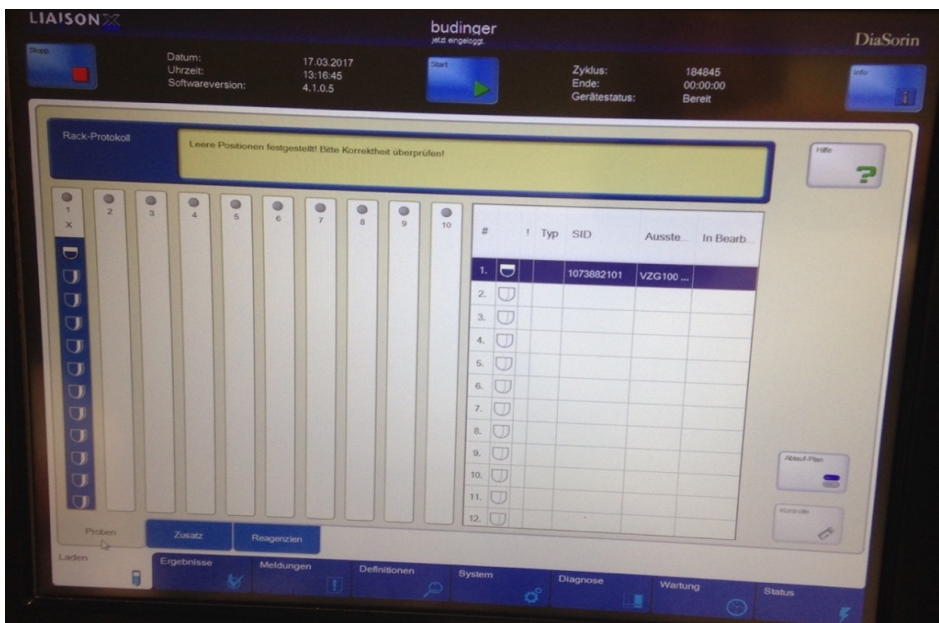 LIAISON X
budinger
jetzt eingeloggt.
DiaSorin
Stopp
Datum: 17.03.2017
Uhrzeit: 13:16:45
Softwareversion: 4.1.0.5
Start
Zyklus: 184845
Ende: 00:00:00
Gerätestatus: Bereit
Info
Rack-Protokoll
Leere Positionen festgestellt! Bitte Korrektheit überprüfen!
Hilfe
1 2 3 4 5 6 7 8 9 10
X
# ! Typ SID Ausste... In Bearb...
1. 1073882101 VZG100 ...
2.
3.
4.
5.
6.
7.
8.
9.
10.
11.
12.
Ablauf-Plan
Kontrolle
Proben Zusatz Reagenzien
Laden Ergebnisse Meldungen Definitionen System Diagnose Wartung Status